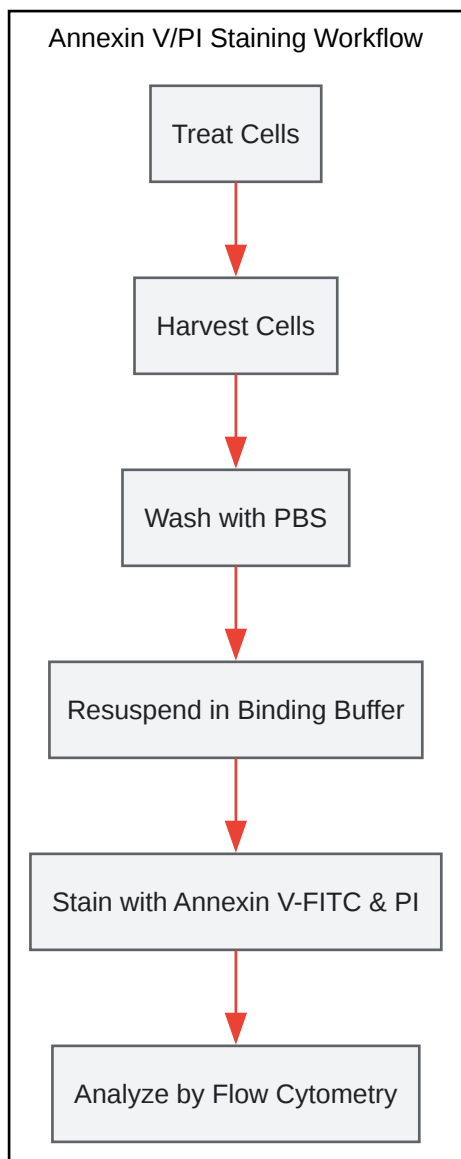 Annexin V/PI Staining Workflow
Treat Cells
Harvest Cells
Wash with PBS
Resuspend in Binding Buffer
Stain with Annexin V-FITC & PI
Analyze by Flow Cytometry